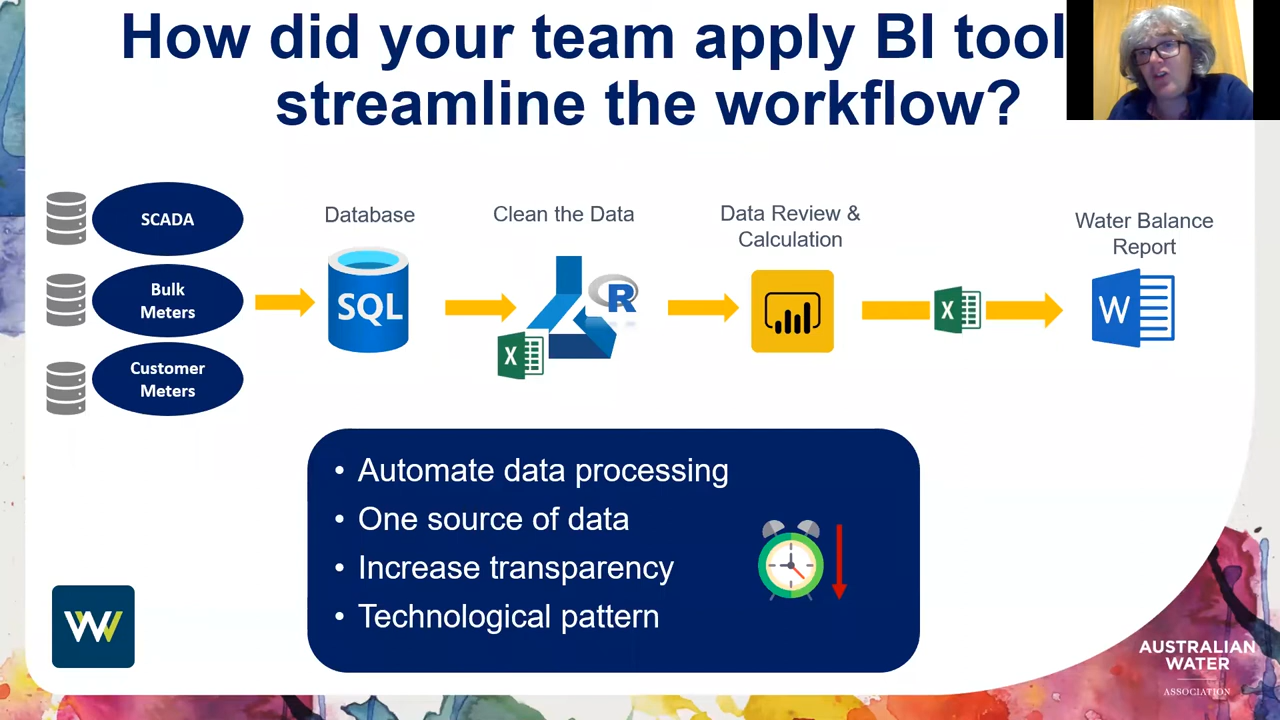 How did your team apply BI tool
streamline the workflow?
SCADA
Bulk
Meters
Customer
Meters
Database
SQL
Clean the Data
R
X
Data Review &
Calculation
X
Water Balance
Report
W
• Automate data processing
• One source of data
• Increase transparency
• Technological pattern
W
AUSTRALIAN
WATER
ASSOCIATION